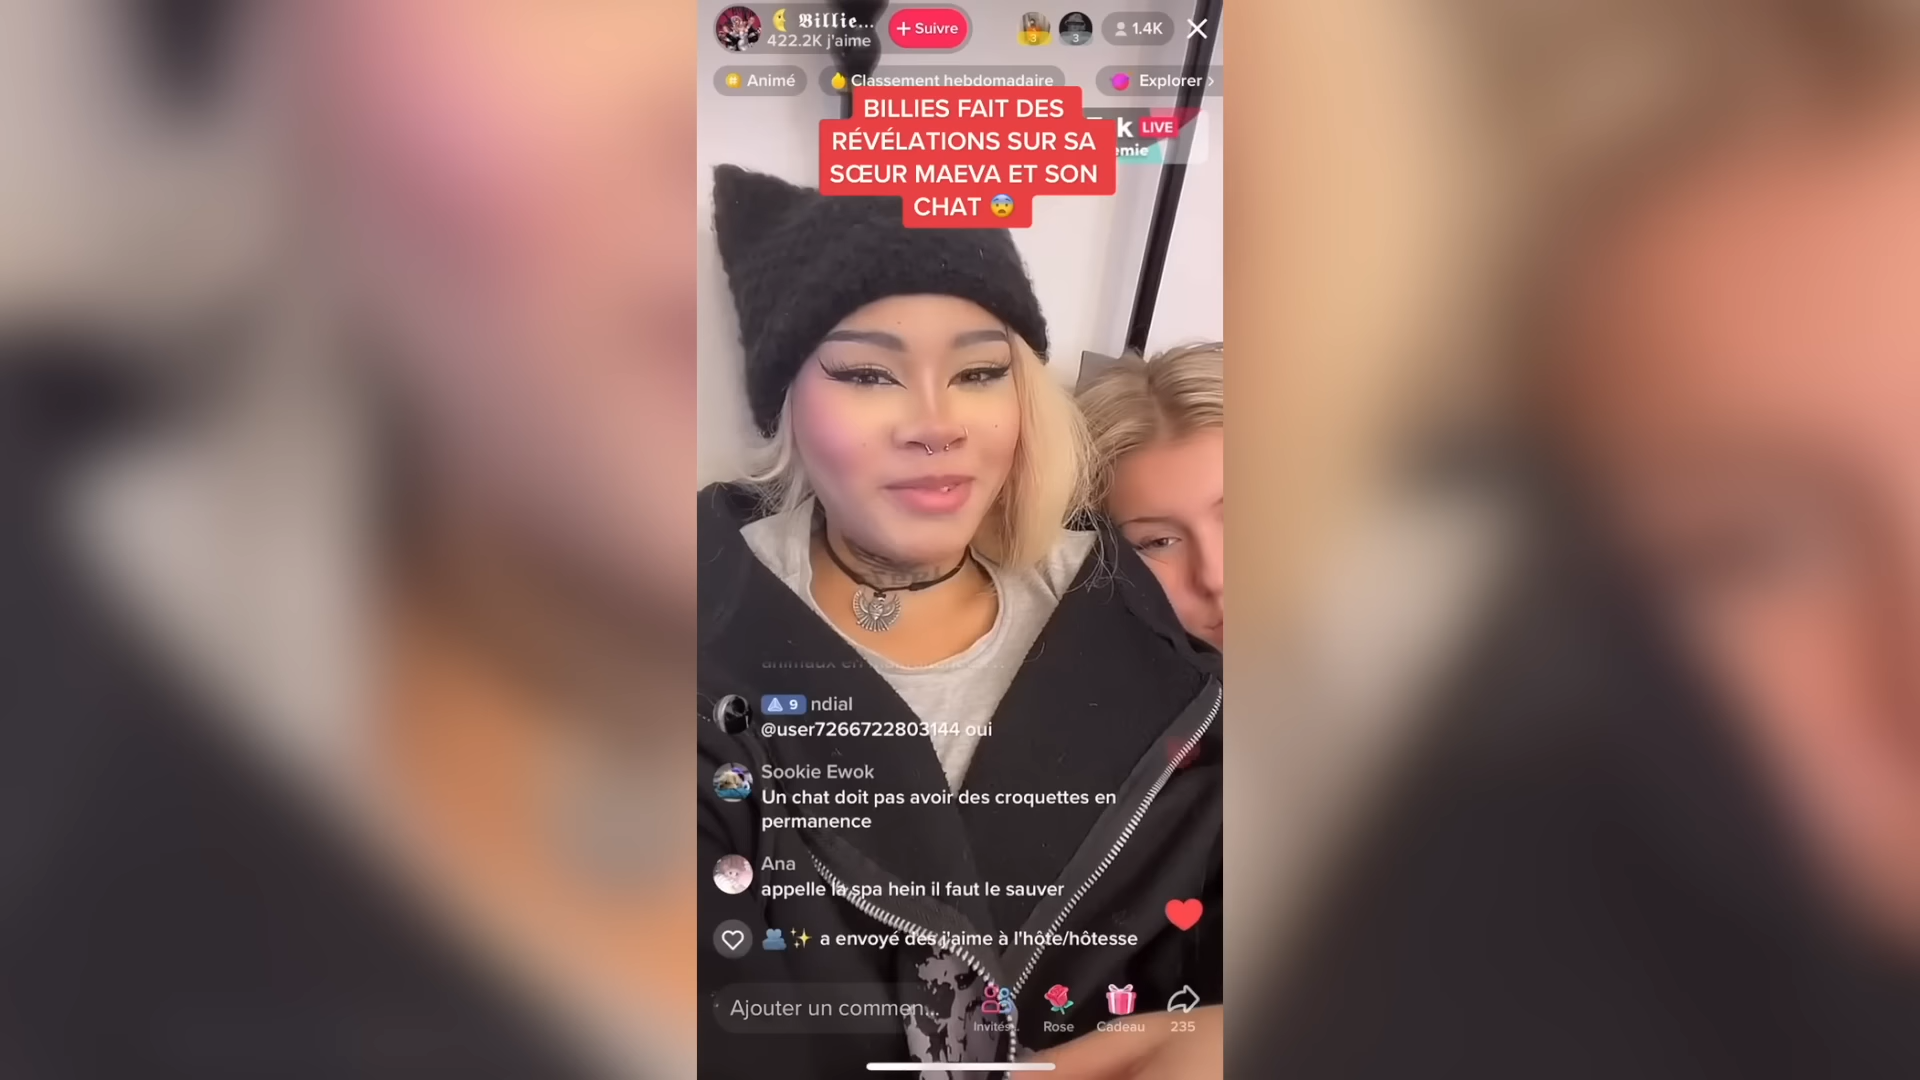 𝕭𝖎𝖑𝖑𝖎𝖊...
422.2K j'aime
+ Suivre
3
3
1.4K
Animé
Classement hebdomadaire
Explorer
BILLIES FAIT DES
RÉVÉLATIONS SUR SA
SŒUR MAEVA ET SON
CHAT 😨
k LIVE
emie
9 ndial
@user7266722803144 oui
Sookie Ewok
Un chat doit pas avoir des croquettes en
permanence
Ana
appelle la spa hein il faut le sauver
a envoyé des j'aime à l'hôte/hôtesse
Ajouter un commen...
Invités...
Rose
Cadeau
235